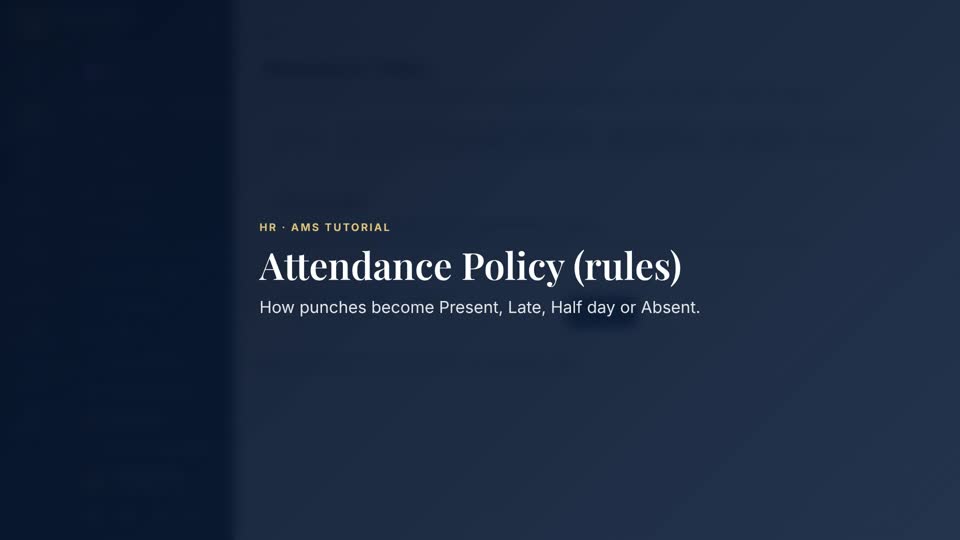 HR · AMS TUTORIAL
Attendance Policy (rules)
How punches become Present, Late, Half day or Absent.